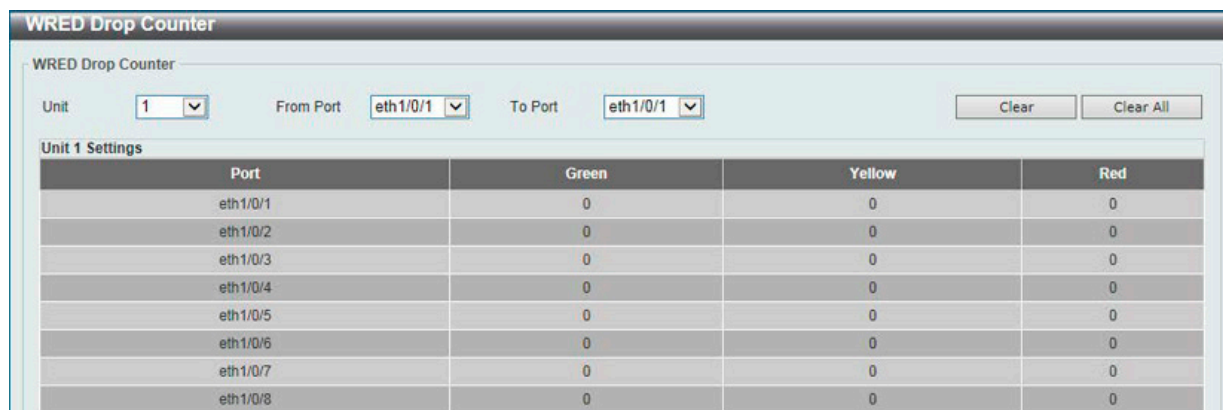 WRED Drop Counter
WRED Drop Counter
Unit 1 From Port eth1/0/1 To Port eth1/0/1 Clear Clear All
Unit 1 Settings
Port Green Yellow Red
eth1/0/1 0 0 0
eth1/0/2 0 0 0
eth1/0/3 0 0 0
eth1/0/4 0 0 0
eth1/0/5 0 0 0
eth1/0/6 0 0 0
eth1/0/7 0 0 0
eth1/0/8 0 0 0